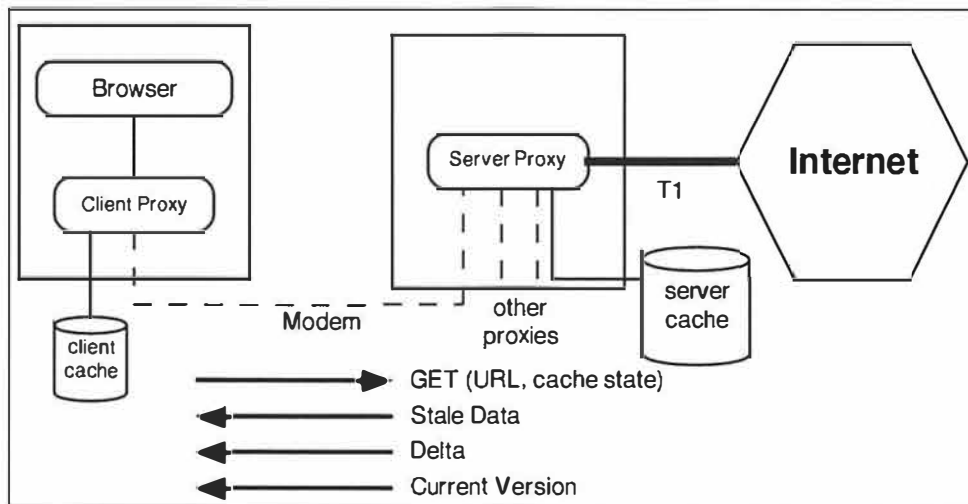 Browser
Client Proxy
client
cache
Modem
Server Proxy
other
proxies
T1
server
cache
Internet
GET (URL, cache state)
Stale Data
Delta
Current Version